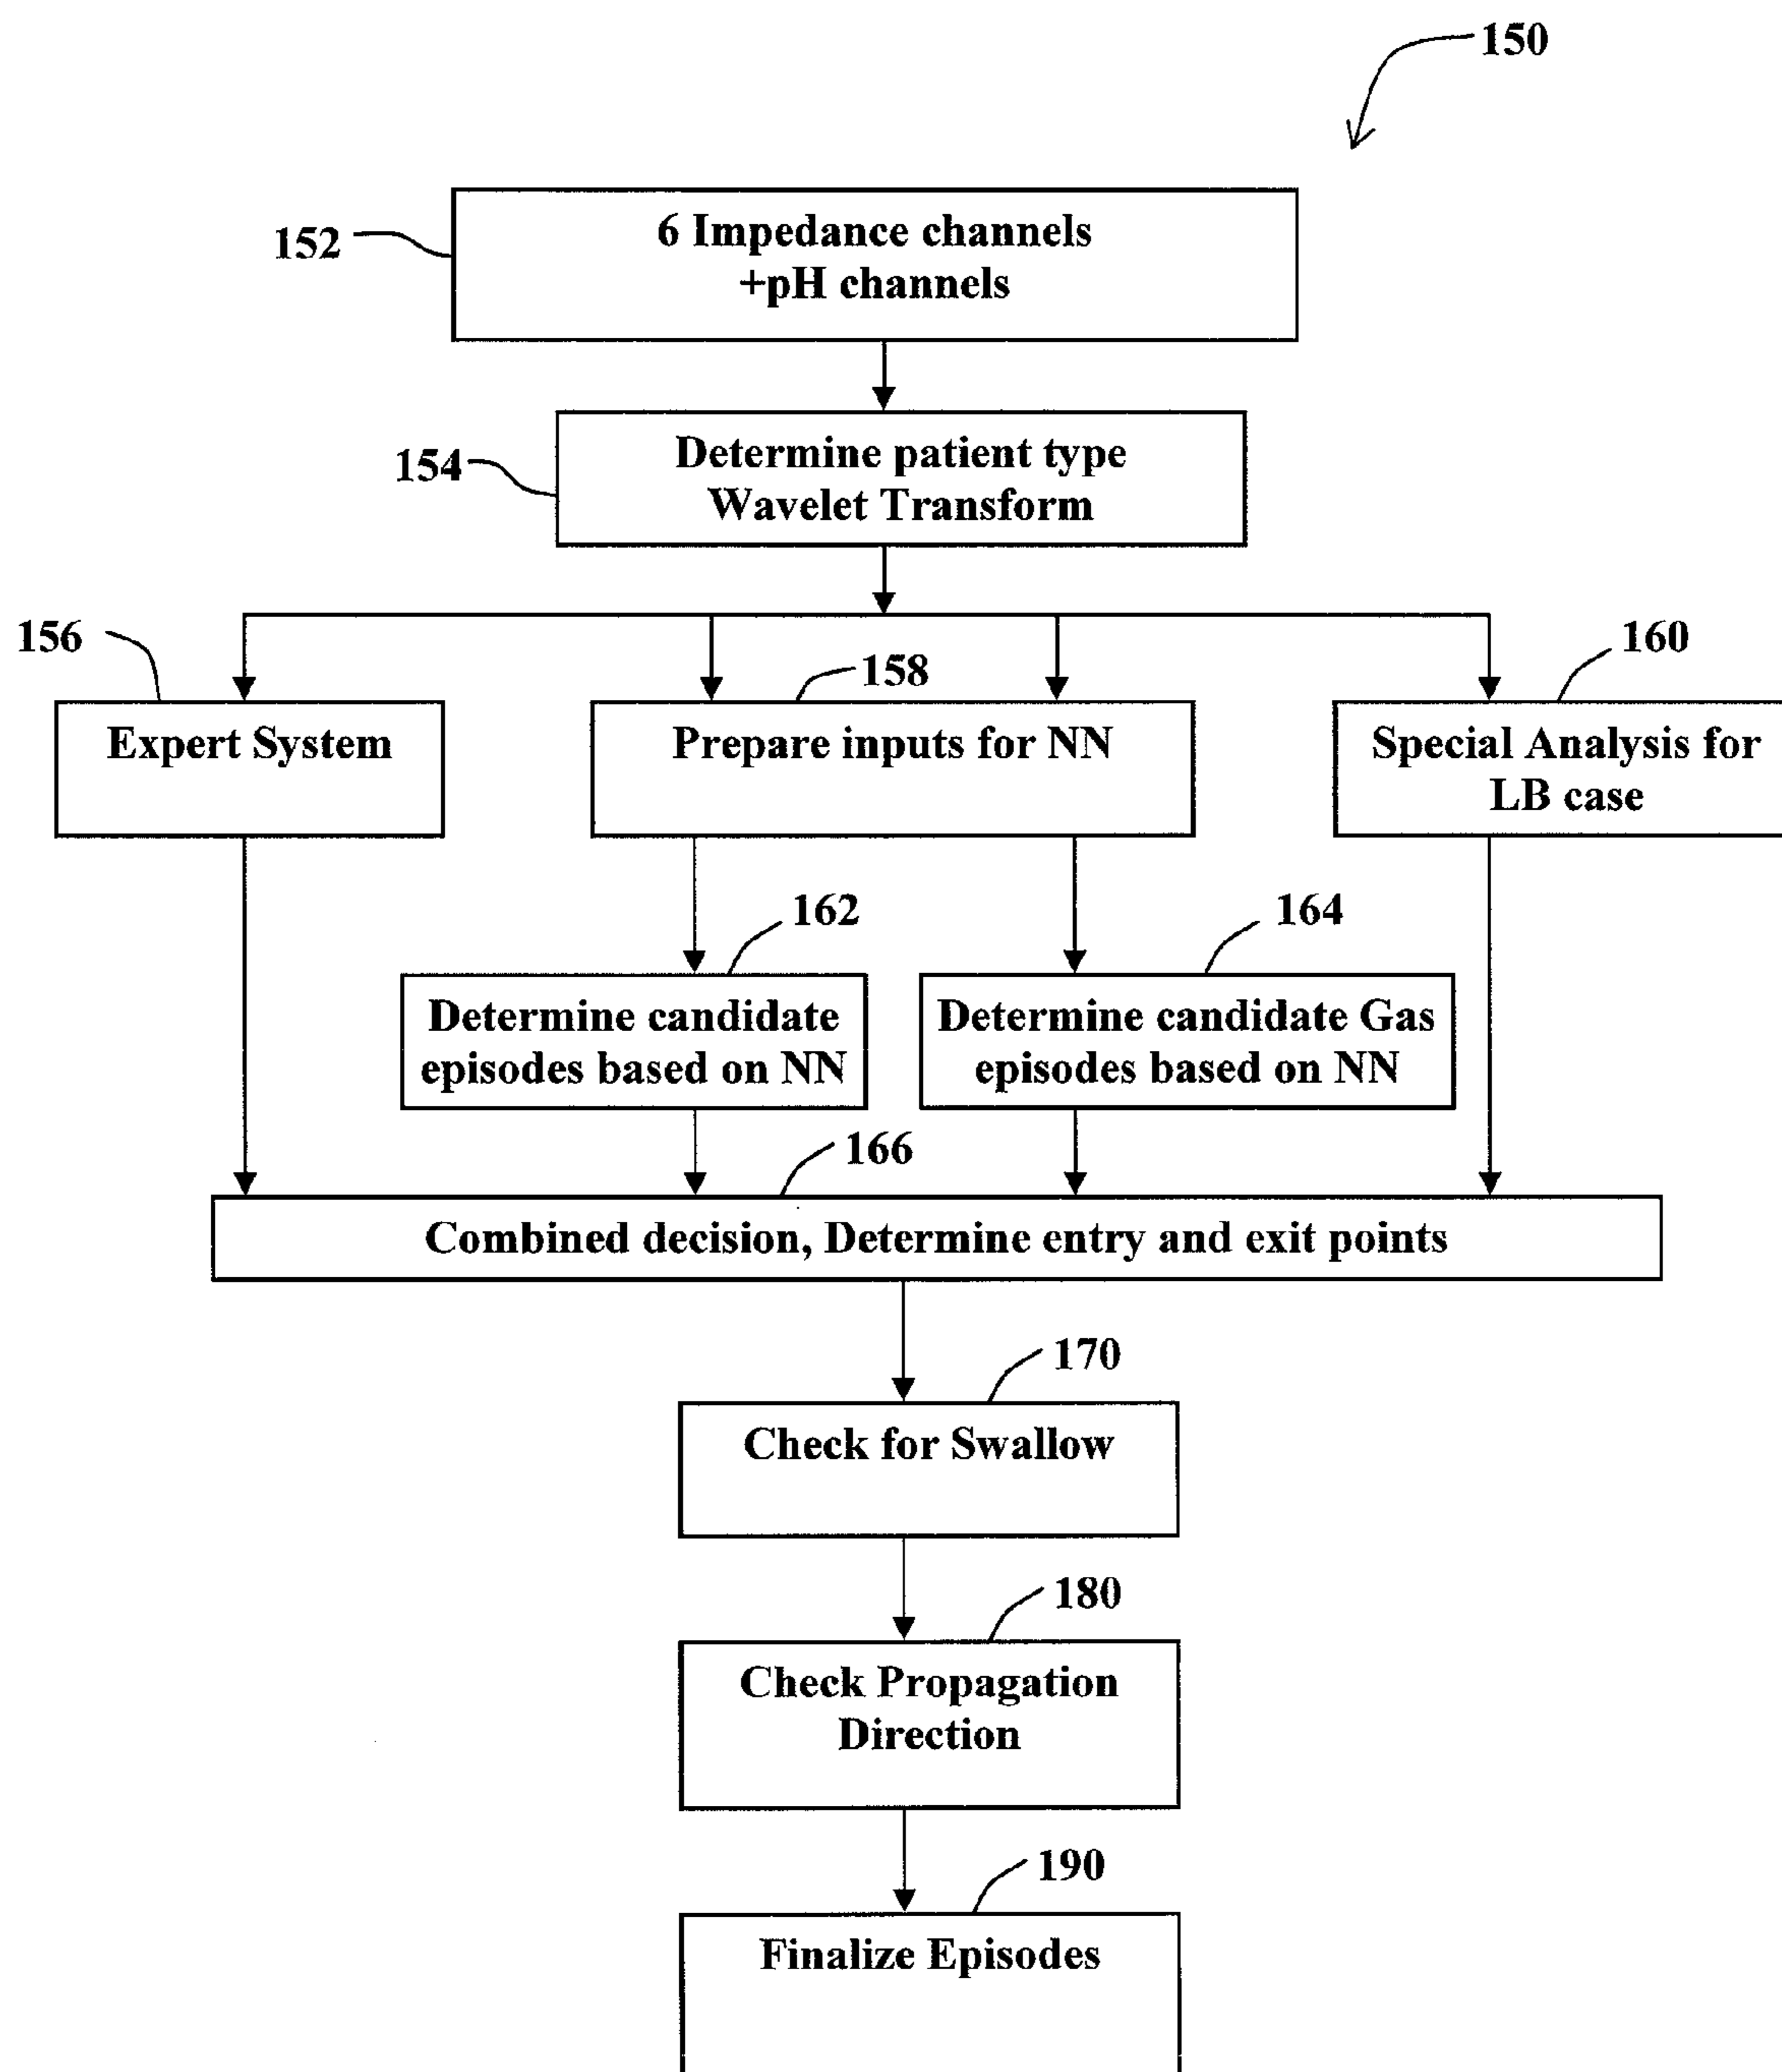 150
152
6 Impedance channels
+pH channels
154
Determine patient type
Wavelet Transform
156
158
160
Expert System
Prepare inputs for NN
Special Analysis for
LB case
162
164
Determine candidate
episodes based on NN
Determine candidate Gas
episodes based on NN
166
Combined decision, Determine entry and exit points
170
Check for Swallow
180
Check Propagation
Direction
190
Finalize Episodes